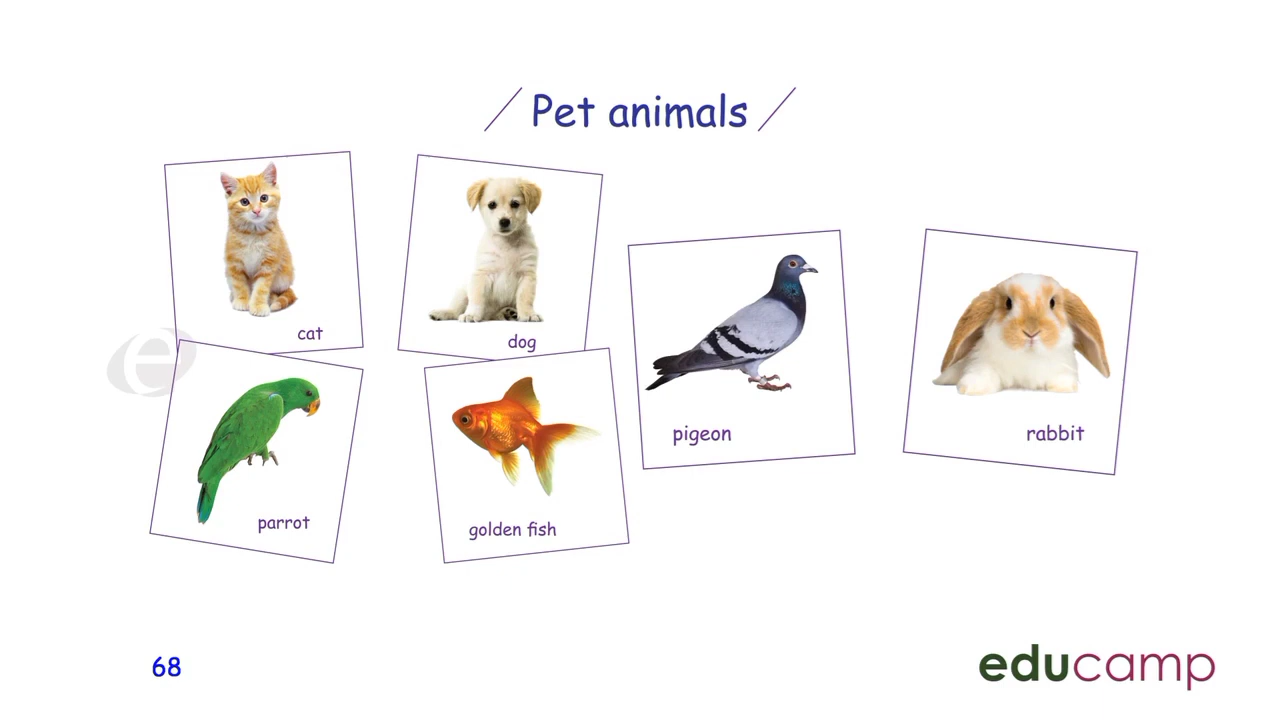 Pet animals
cat
dog
pigeon
rabbit
parrot
golden fish
68
educamp